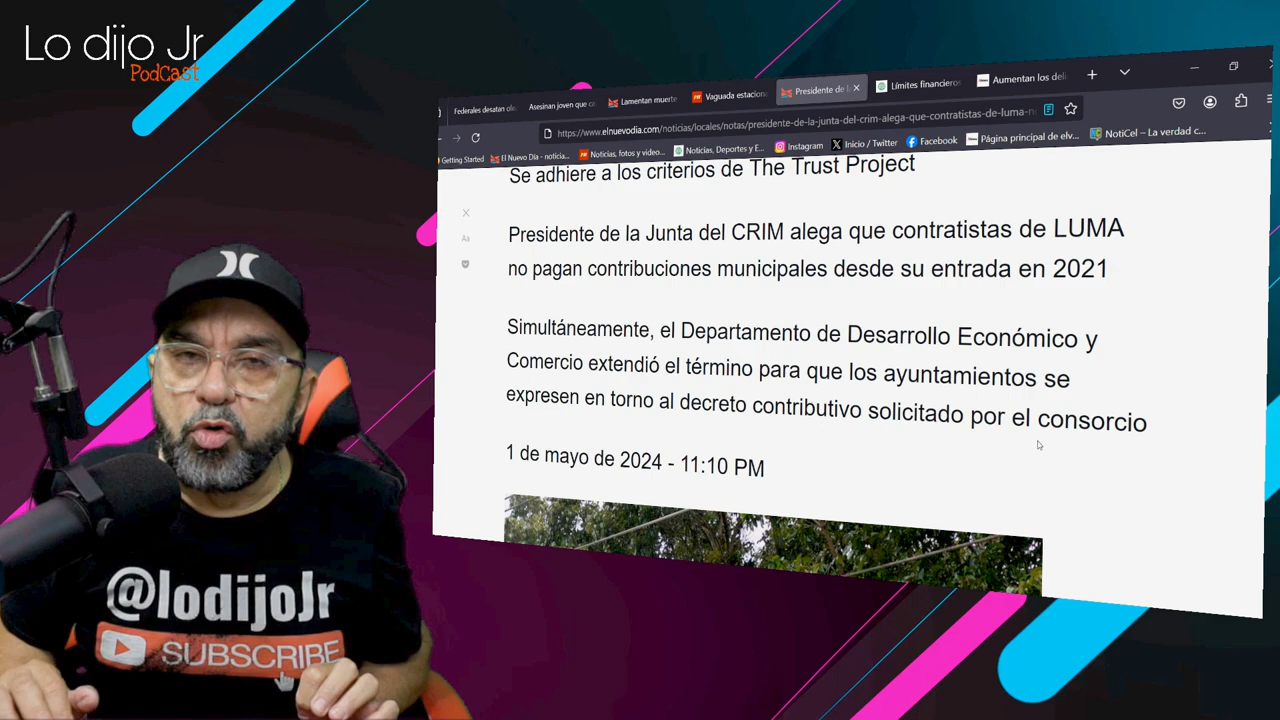 Lo dijo Jr
PodCast
Federales desatan ole
Asesinan joven que ca
Lamentan muerte
Vaguada estaciona
Presidente de l
Límites financieros
Aumentan los deli
https://www.elnuevodia.com/noticias/locales/notas/presidente-de-la-junta-del-crim-alega-que-contratistas-de-luma-n
Getting Started
El Nuevo Día - noticia...
Noticias, fotos y video...
Noticias, Deportes y E...
Instagram
Inicio / Twitter
Facebook
Página principal de elv...
NotiCel – La verdad c...
Se adhiere a los criterios de The Trust Project
Aa
Presidente de la Junta del CRIM alega que contratistas de LUMA
no pagan contribuciones municipales desde su entrada en 2021
Simultáneamente, el Departamento de Desarrollo Económico y
Comercio extendió el término para que los ayuntamientos se
expresen en torno al decreto contributivo solicitado por el consorcio
1 de mayo de 2024 - 11:10 PM
@lodijoJr
SUBSCRIBE